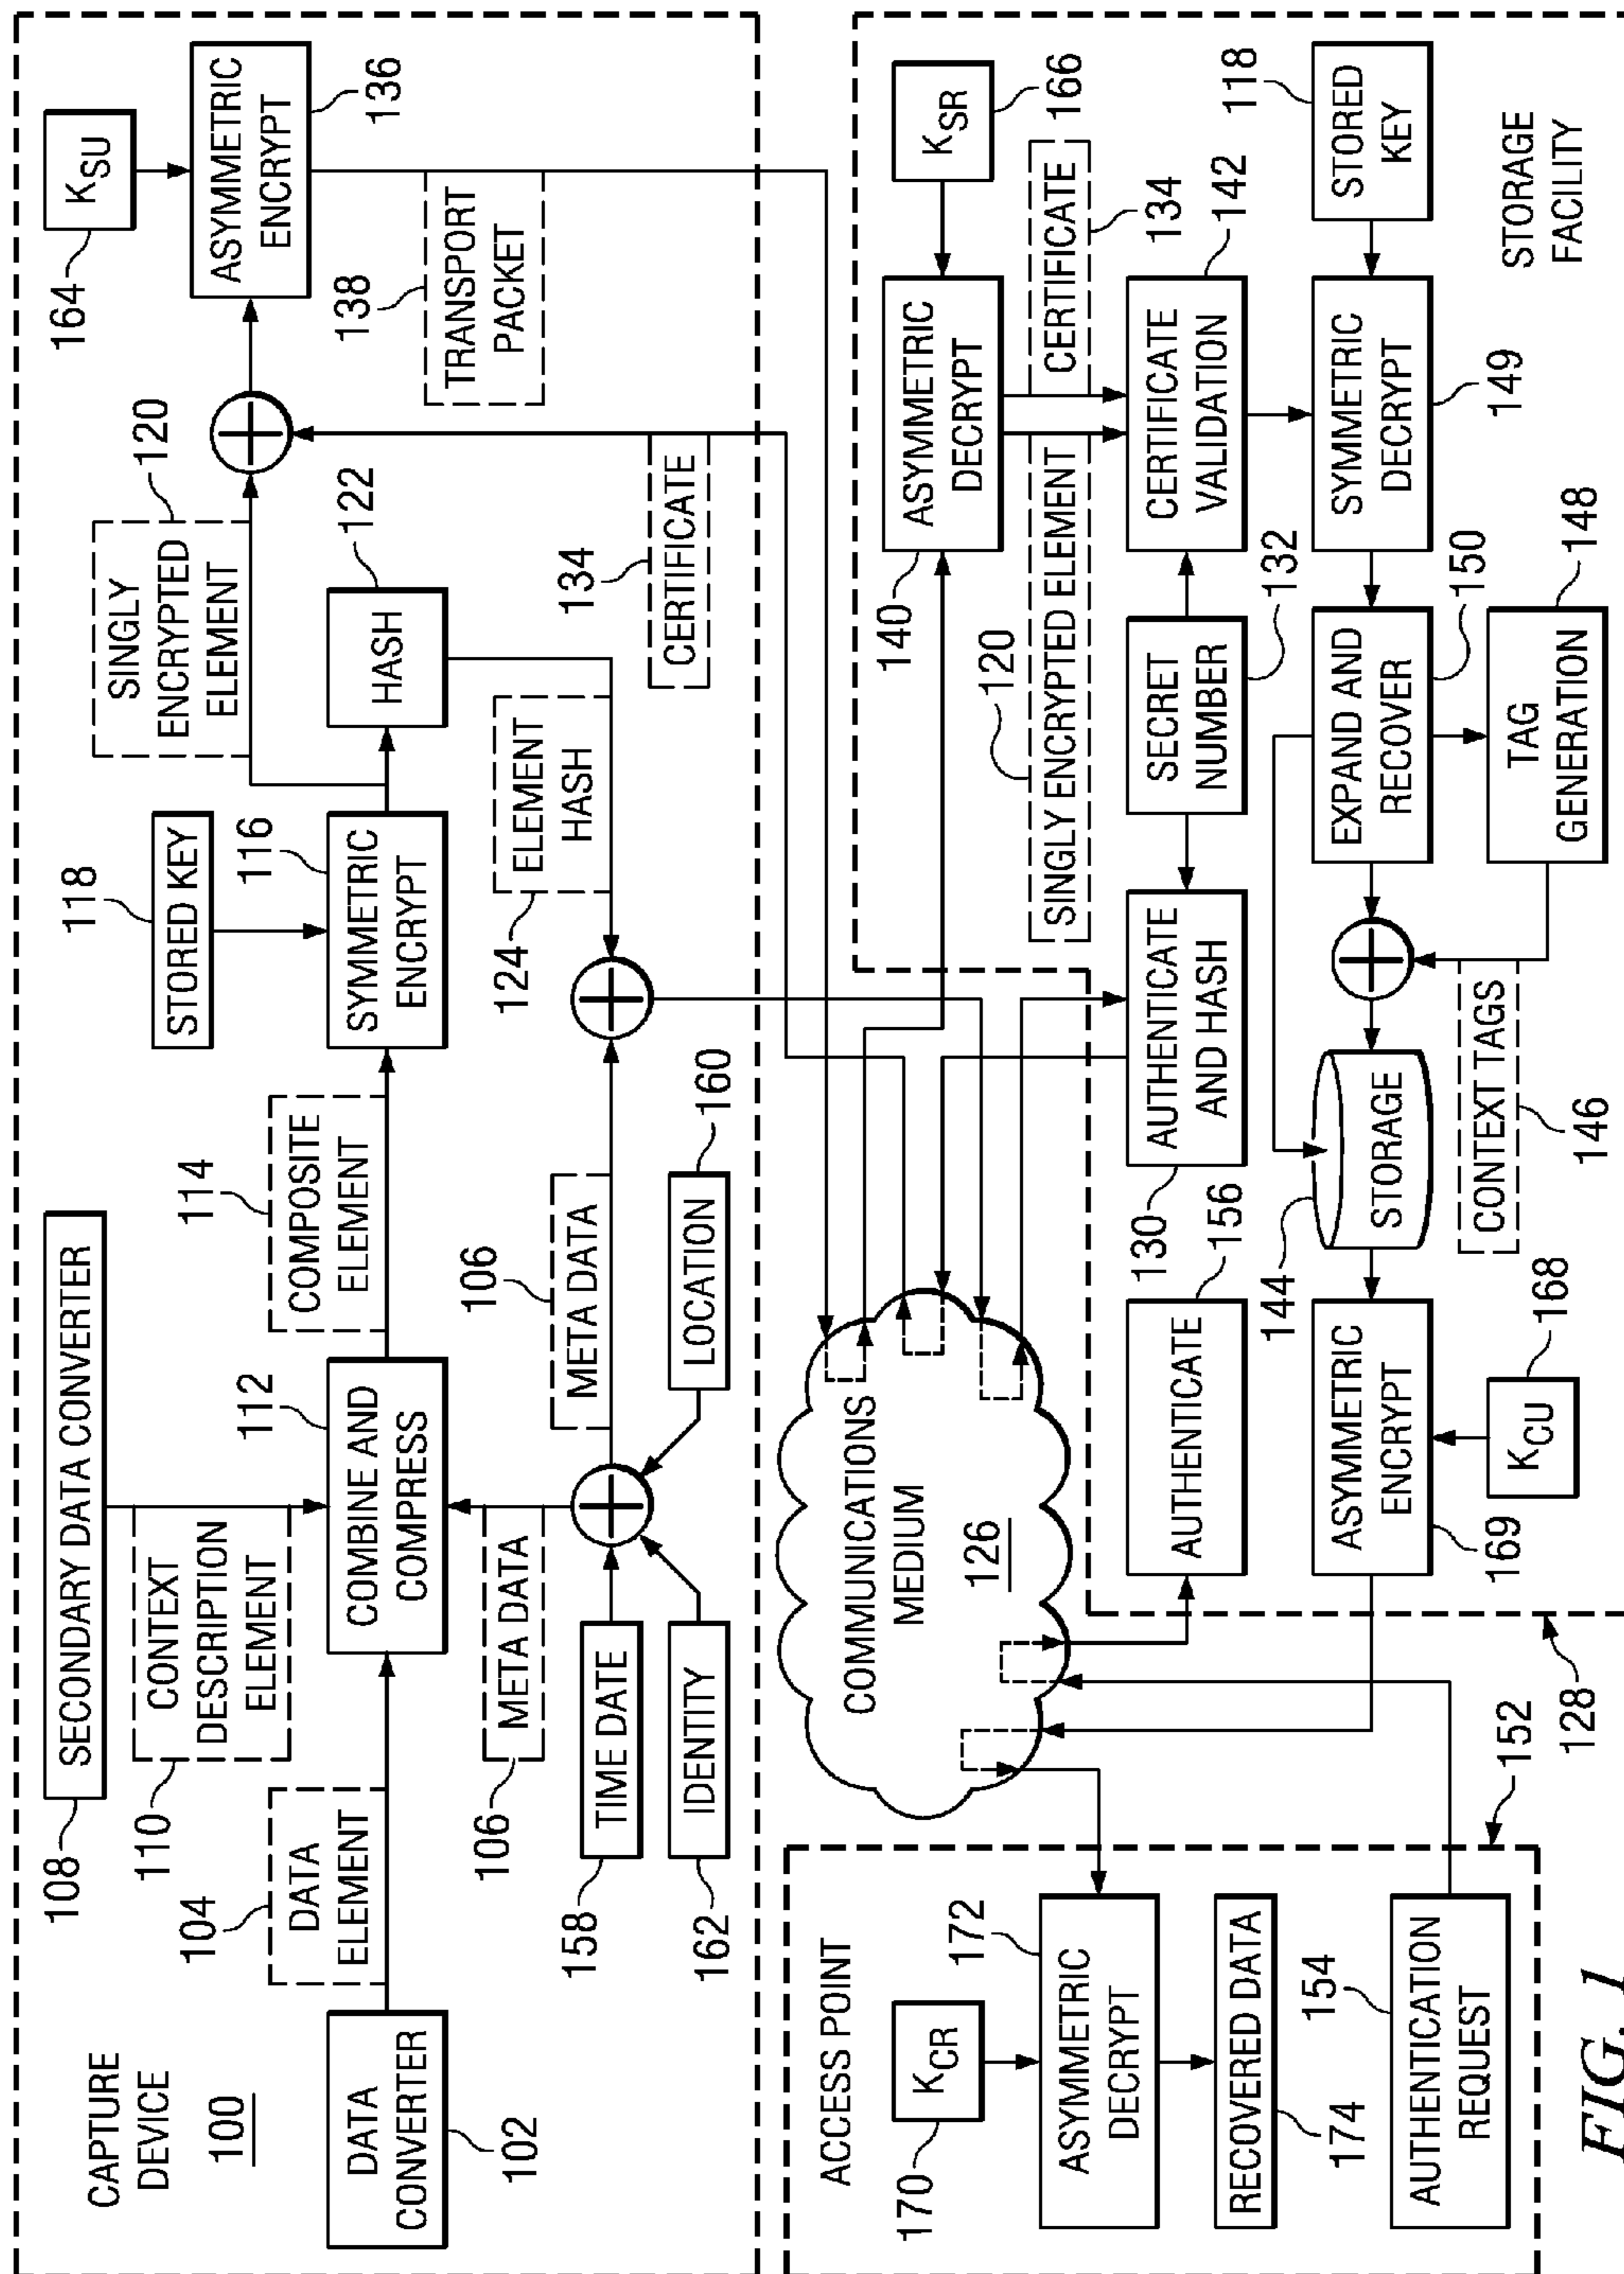 CAPTURE
DEVICE
100
DATA
CONVERTER
102
104
DATA
ELEMENT
SECONDARY DATA CONVERTER
108
CONTEXT
DESCRIPTION
ELEMENT
110
COMBINE AND
COMPRESS
112
META DATA
106
TIME DATE
158
IDENTITY
162
LOCATION
160
META DATA
106
114
COMPOSITE
ELEMENT
118
STORED KEY
SYMMETRIC
ENCRYPT
116
SINGLY
ENCRYPTED
ELEMENT
120
HASH
122
ELEMENT
HASH
124
CERTIFICATE
134
164
KSU
ASYMMETRIC
ENCRYPT
136
138
TRANSPORT
PACKET
COMMUNICATIONS
MEDIUM
126
ACCESS POINT
KCR
170
ASYMMETRIC
DECRYPT
172
RECOVERED DATA
174
154
AUTHENTICATION
REQUEST
152
128
AUTHENTICATE
156
AUTHENTICATE
AND HASH
130
SECRET
NUMBER
132
140
ASYMMETRIC
DECRYPT
KSR
166
120
SINGLY ENCRYPTED ELEMENT
CERTIFICATE
134
CERTIFICATE
VALIDATION
142
118
STORED
KEY
SYMMETRIC
DECRYPT
149
EXPAND AND
RECOVER
150
TAG
GENERATION
148
CONTEXT TAGS
146
STORAGE
144
ASYMMETRIC
ENCRYPT
169
KCU
168
STORAGE
FACILITY
FIG. 1